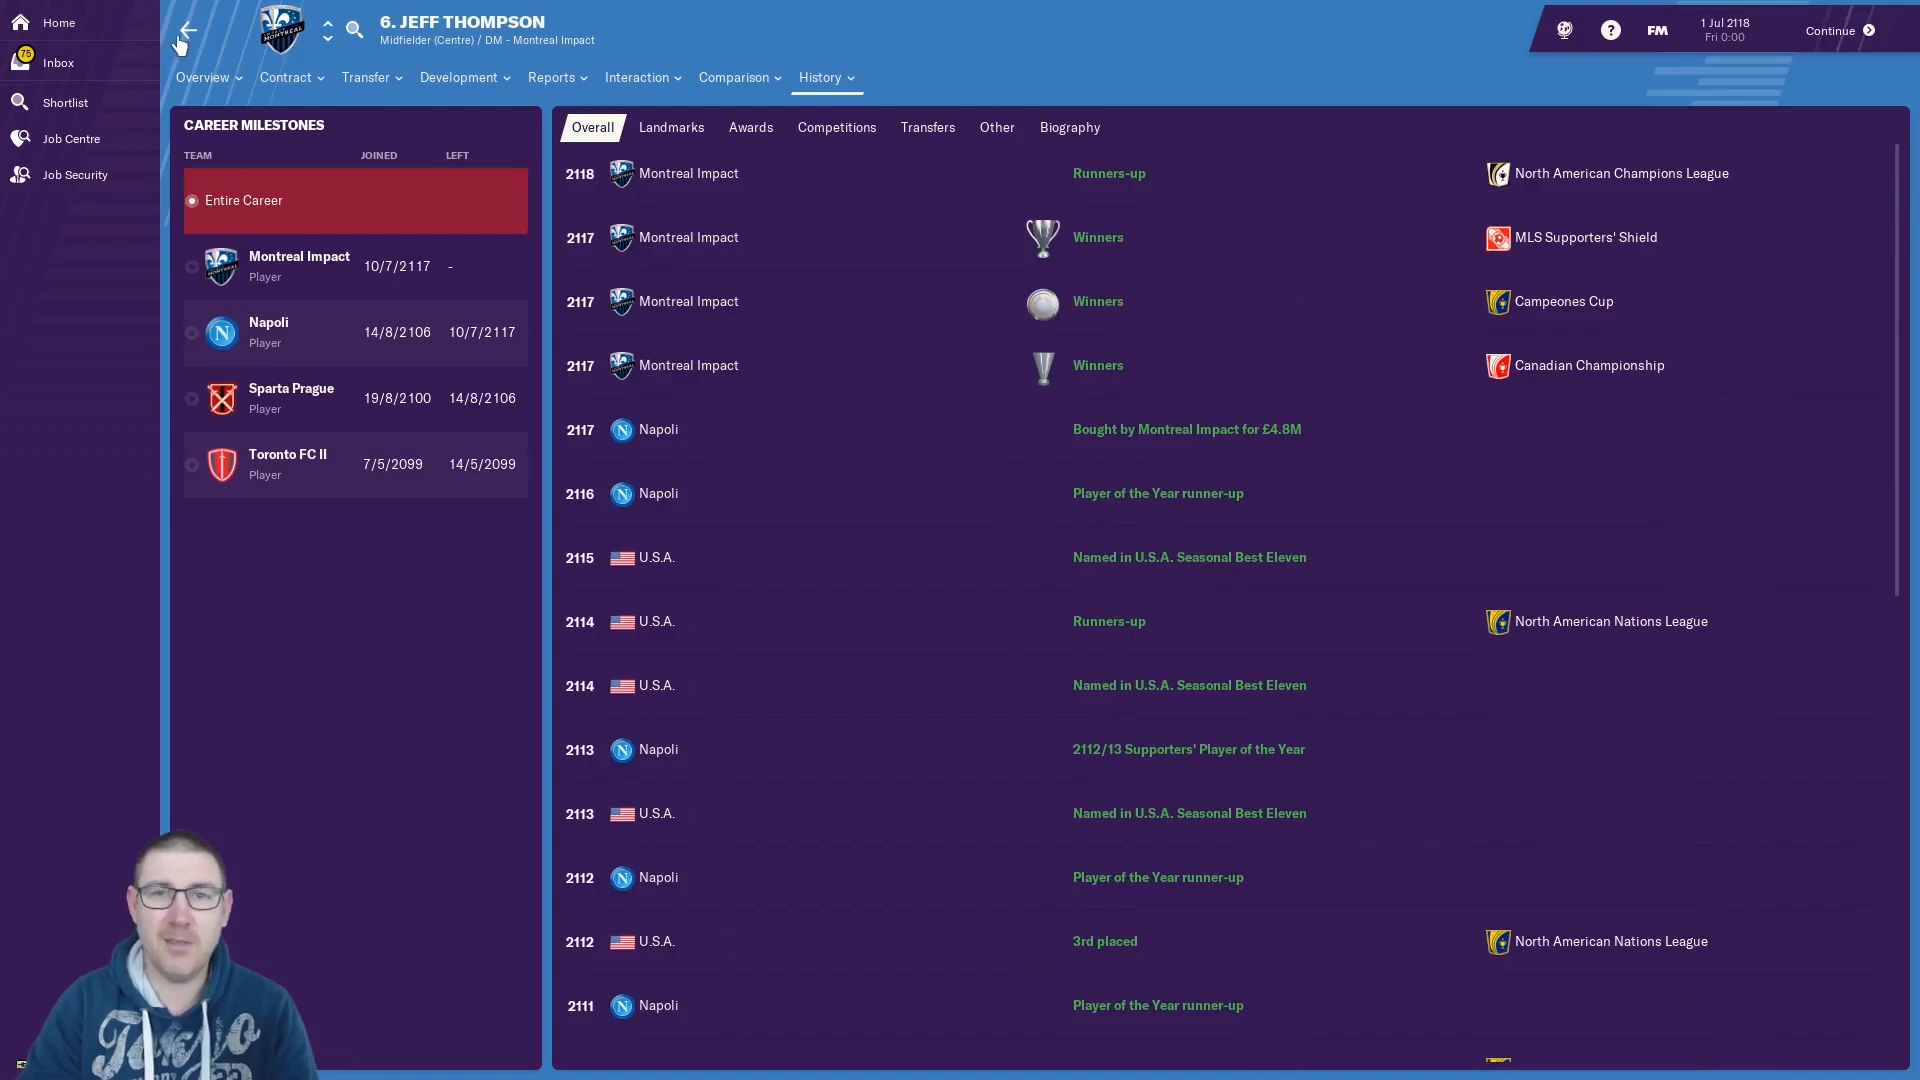 Home
75
Inbox
Shortlist
Job Centre
Job Security
6. JEFF THOMPSON
Midfielder (Centre) / DM - Montreal Impact
FM
1 Jul 2118
Fri 0:00
Continue
Overview
Contract
Transfer
Development
Reports
Interaction
Comparison
History
CAREER MILESTONES
TEAM JOINED LEFT
Entire Career
Montreal Impact
Player
10/7/2117 -
Napoli
Player
14/8/2106 10/7/2117
Sparta Prague
Player
19/8/2100 14/8/2106
Toronto FC II
Player
7/5/2099 14/5/2099
Overall Landmarks Awards Competitions Transfers Other Biography
2118 Montreal Impact Runners-up North American Champions League
2117 Montreal Impact Winners MLS Supporters' Shield
2117 Montreal Impact Winners Campeones Cup
2117 Montreal Impact Winners Canadian Championship
2117 Napoli Bought by Montreal Impact for £4.8M
2116 Napoli Player of the Year runner-up
2115 U.S.A. Named in U.S.A. Seasonal Best Eleven
2114 U.S.A. Runners-up North American Nations League
2114 U.S.A. Named in U.S.A. Seasonal Best Eleven
2113 Napoli 2112/13 Supporters' Player of the Year
2113 U.S.A. Named in U.S.A. Seasonal Best Eleven
2112 Napoli Player of the Year runner-up
2112 U.S.A. 3rd placed North American Nations League
2111 Napoli Player of the Year runner-up